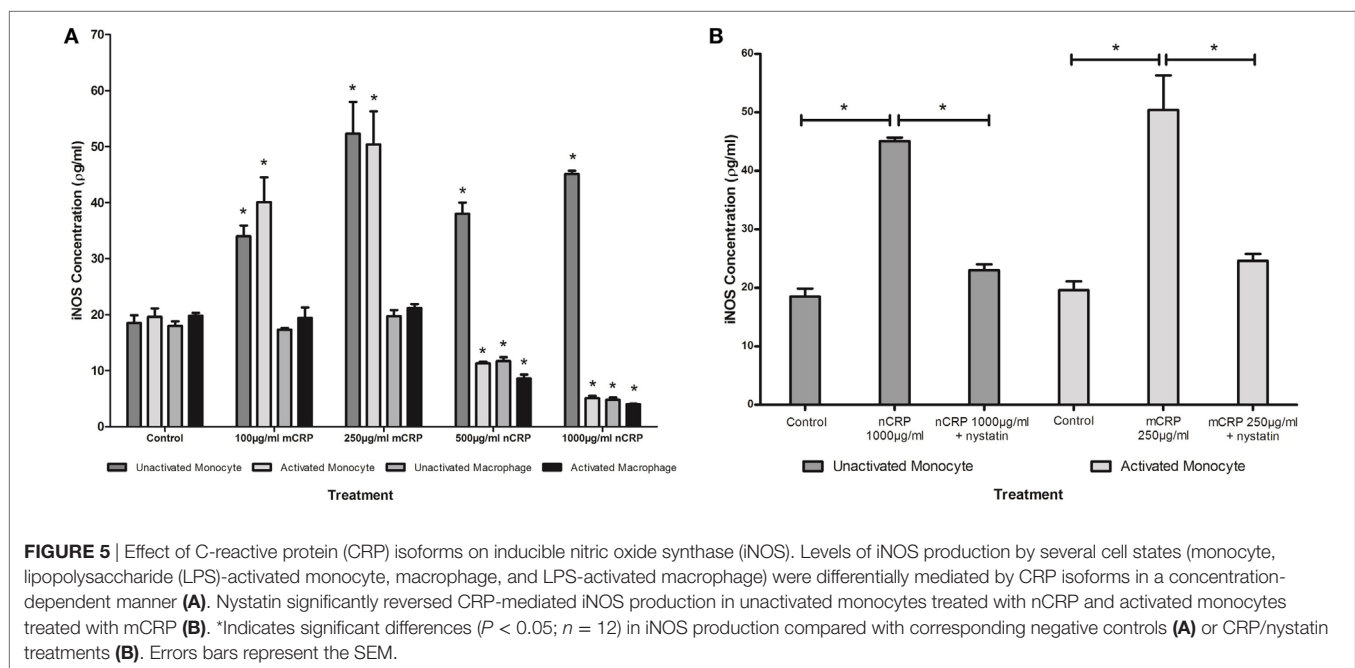 A
70
60
50
40
30
20
10
0
iNOS Concentration (ρg/ml)
* * * * * * * * * * * *
Control 100µg/ml mCRP 250µg/ml mCRP 500µg/ml nCRP 1000µg/ml nCRP
Unactivated Monocyte Activated Monocyte Unactivated Macrophage Activated Macrophage
Treatment
B
60
50
40
30
20
10
0
iNOS Concentration (ρg/ml)
* * * *
Control nCRP 1000µg/ml nCRP 1000µg/ml + nystatin Control mCRP 250µg/ml mCRP 250µg/ml + nystatin
Unactivated Monocyte Activated Monocyte
Treatment
FIGURE 5 | Effect of C-reactive protein (CRP) isoforms on inducible nitric oxide synthase (iNOS). Levels of iNOS production by several cell states (monocyte,
lipopolysaccharide (LPS)-activated monocyte, macrophage, and LPS-activated macrophage) were differentially mediated by CRP isoforms in a concentration-
dependent manner (A). Nystatin significantly reversed CRP-mediated iNOS production in unactivated monocytes treated with nCRP and activated monocytes
treated with mCRP (B). *Indicates significant differences (P < 0.05; n = 12) in iNOS production compared with corresponding negative controls (A) or CRP/nystatin
treatments (B). Errors bars represent the SEM.